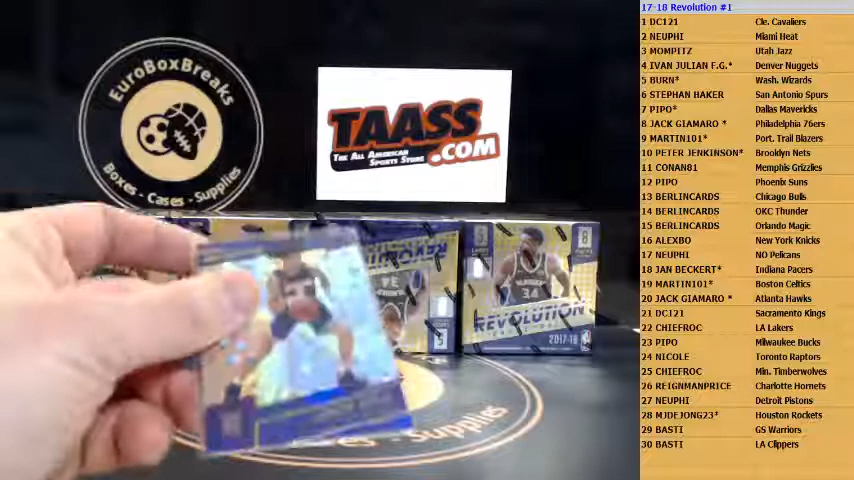 EuroBoxBreaks
Boxes - Cases - Supplies
TAASS
THE ALL AMERICAN
SPORTS STORE
.COM
REVOLUTION
34
8
REVOLUTION
2017-18
5
Supplies
17-18 Revolution #1
1 DC121 Cle. Cavaliers
2 NEUPHI Miami Heat
3 MOMPITZ Utah Jazz
4 IVAN JULIAN F.G.* Denver Nuggets
5 BURN* Wash. Wizards
6 STEPHAN HAKER San Antonio Spurs
7 PIPO* Dallas Mavericks
8 JACK GIAMARO * Philadelphia 76ers
9 MARTIN101* Port. Trail Blazers
10 PETER JENKINSON* Brooklyn Nets
11 CONAN81 Memphis Grizzlies
12 PIPO Phoenix Suns
13 BERLINCARDS Chicago Bulls
14 BERLINCARDS OKC Thunder
15 BERLINCARDS Orlando Magic
16 ALEXBO New York Knicks
17 NEUPHI NO Pelicans
18 JAN BECKERT* Indiana Pacers
19 MARTIN101* Boston Celtics
20 JACK GIAMARO * Atlanta Hawks
21 DC121 Sacramento Kings
22 CHIEFROC LA Lakers
23 PIPO Milwaukee Bucks
24 NICOLE Toronto Raptors
25 CHIEFROC Min. Timberwolves
26 REIGNMANPRICE Charlotte Hornets
27 NEUPHI Detroit Pistons
28 MJDEJONG23* Houston Rockets
29 BASTI GS Warriors
30 BASTI LA Clippers